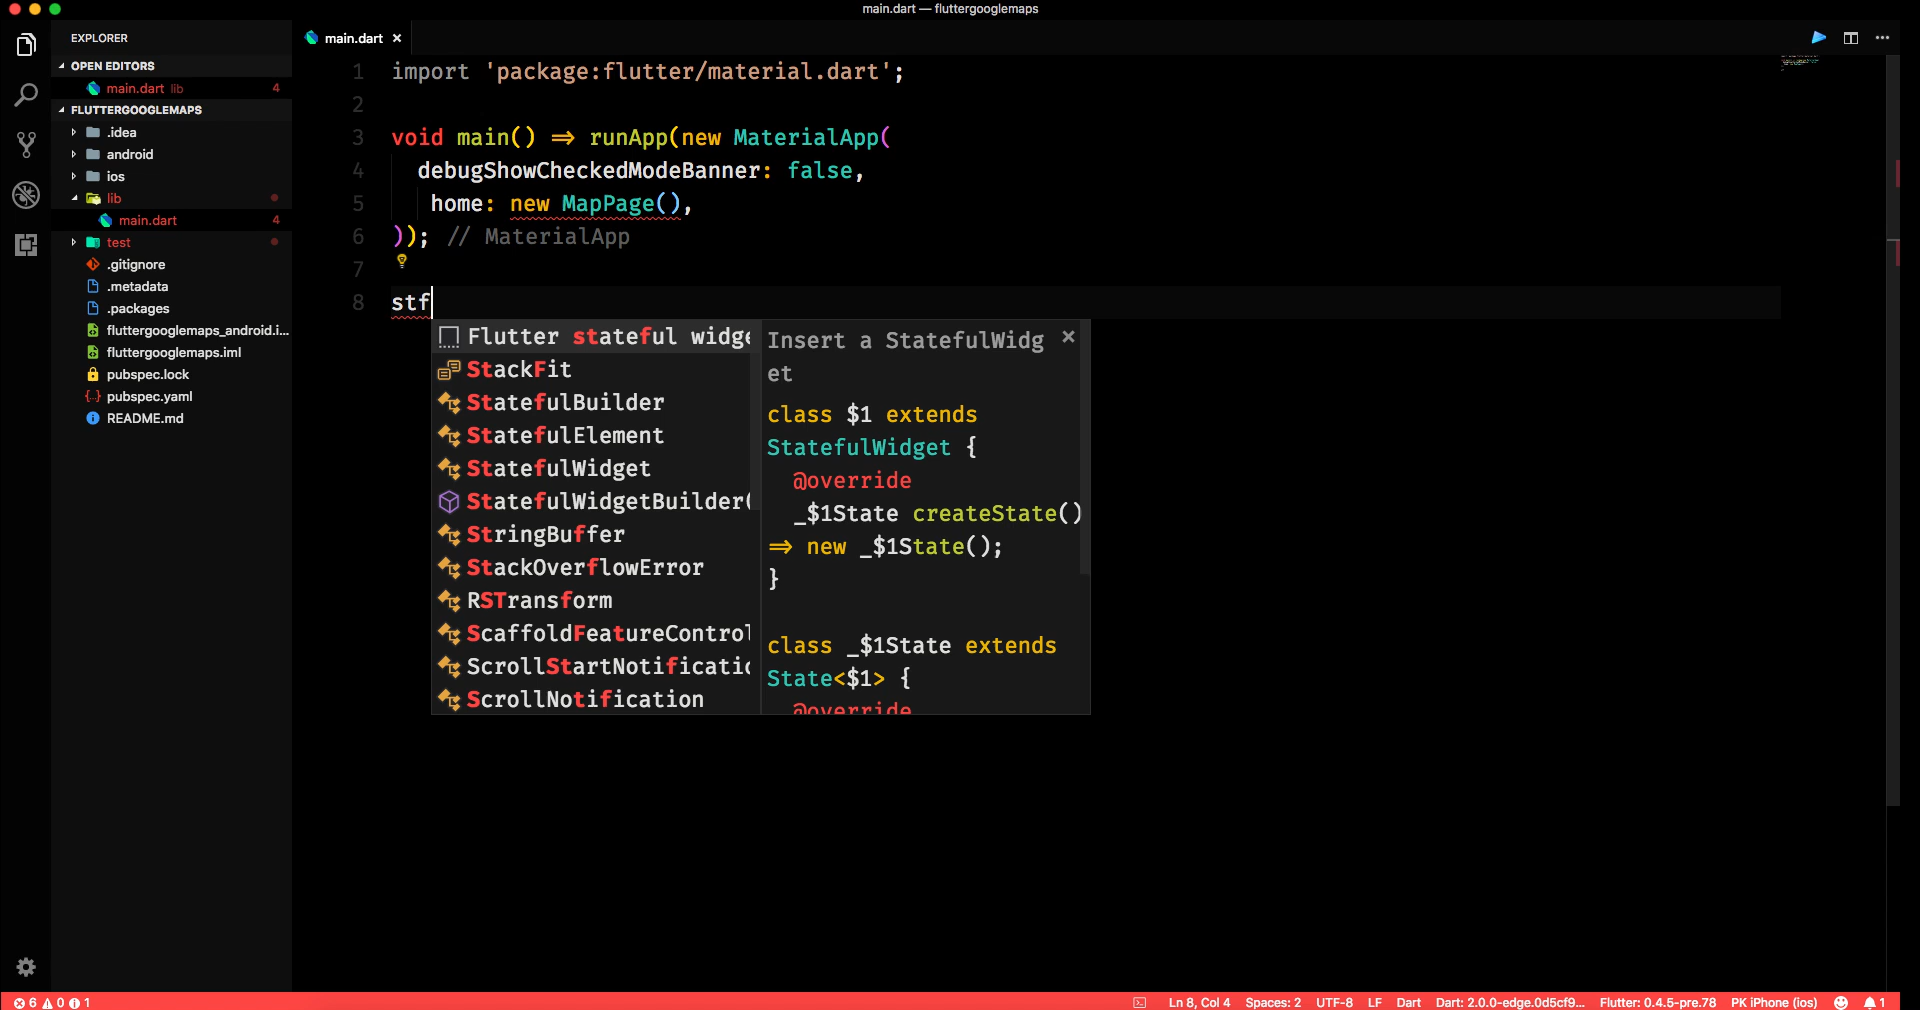 main.dart — fluttergooglemaps
EXPLORER
OPEN EDITORS
main.dart lib 4
FLUTTERGOOGLEMAPS
.idea
android
ios
lib
main.dart 4
test
.gitignore
.metadata
.packages
fluttergooglemaps_android.i...
fluttergooglemaps.iml
pubspec.lock
pubspec.yaml
README.md
main.dart ×
1 import 'package:flutter/material.dart';
2
3 void main() => runApp(new MaterialApp(
4 debugShowCheckedModeBanner: false,
5 home: new MapPage(),
6 )); // MaterialApp
7
8 stf
Flutter stateful widge
StackFit
StatefulBuilder
StatefulElement
StatefulWidget
StatefulWidgetBuilder(
StringBuffer
StackOverflowError
RSTransform
ScaffoldFeatureControl
ScrollStartNotificatio
ScrollNotification
Insert a StatefulWidg ×
et
class $1 extends
StatefulWidget {
@override
_$1State createState()
=> new _$1State();
}
class _$1State extends
State<$1> {
@override
6 0 1
Ln 8, Col 4 Spaces: 2 UTF-8 LF Dart Dart: 2.0.0-edge.0d5cf9... Flutter: 0.4.5-pre.78 PK iPhone (ios) 1